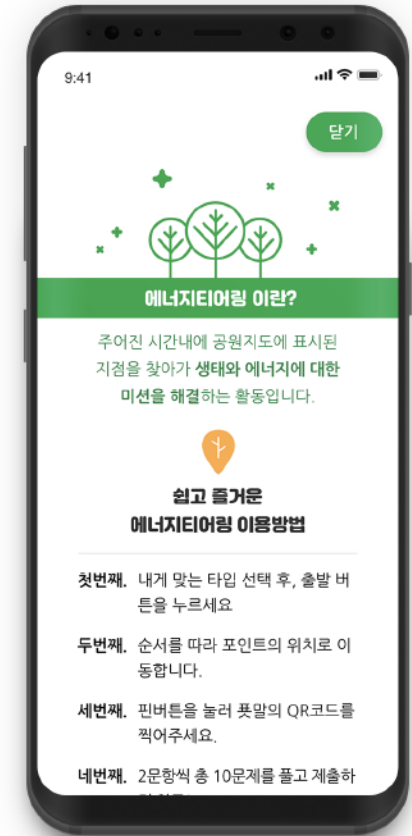 9:41
닫기
에너지티어링 이란?
주어진 시간내에 공원지도에 표시된
지점을 찾아가 생태와 에너지에 대한
미션을 해결하는 활동입니다.
쉽고 즐거운
에너지티어링 이용방법
첫번째. 내게 맞는 타입 선택 후, 출발 버
튼을 누르세요
두번째. 순서를 따라 포인트의 위치로 이
동합니다.
세번째. 핀버튼을 눌러 푯말의 QR코드를
찍어주세요.
네번째. 2문항씩 총 10문제를 풀고 제출하